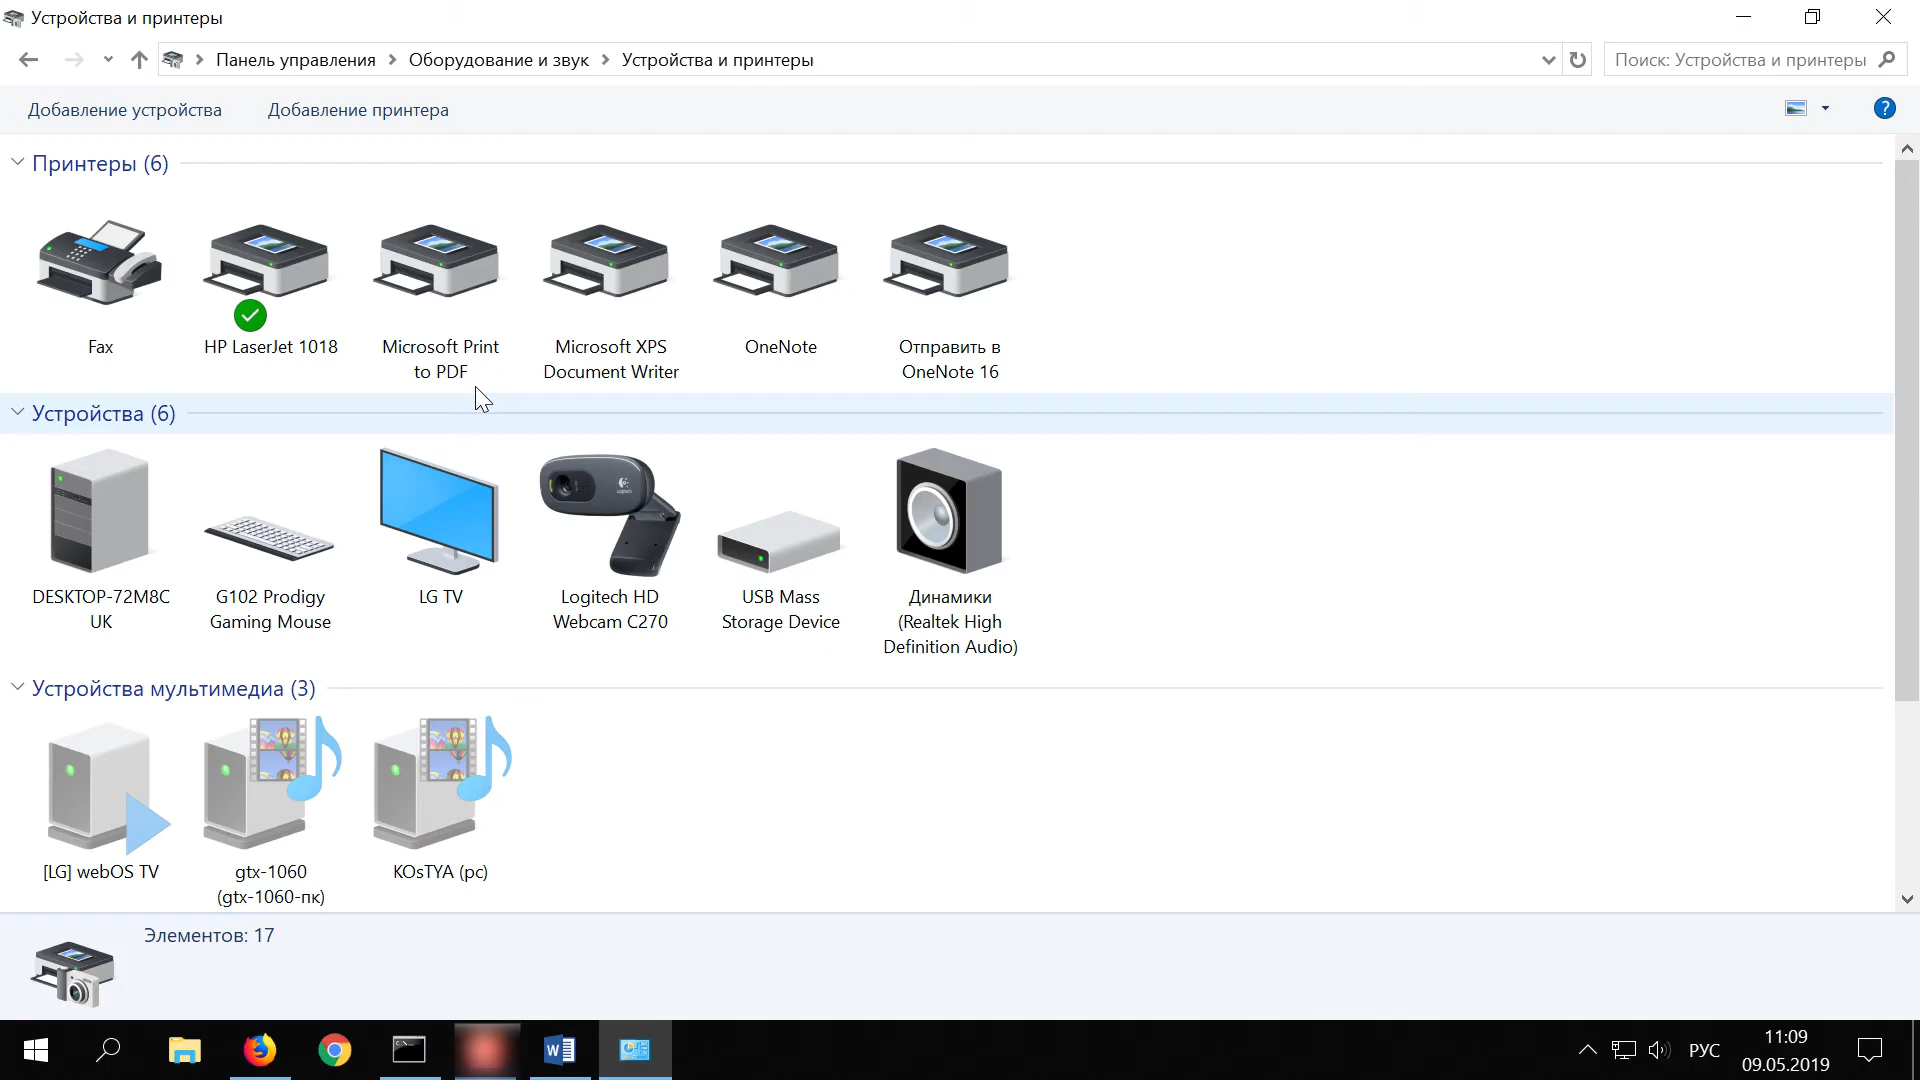 Устройства и принтеры
Панель управления
Оборудование и звук
Устройства и принтеры
Поиск: Устройства и принтеры
Добавление устройства
Добавление принтера
?
Принтеры (6)
Fax
HP LaserJet 1018
Microsoft Print
to PDF
Microsoft XPS
Document Writer
OneNote
Отправить в
OneNote 16
Устройства (6)
DESKTOP-72M8C
UK
G102 Prodigy
Gaming Mouse
LG TV
Logitech HD
Webcam C270
USB Mass
Storage Device
Динамики
(Realtek High
Definition Audio)
Устройства мультимедиа (3)
[LG] webOS TV
gtx-1060
(gtx-1060-пк)
KOsTYA (pc)
Элементов: 17
РУС
11:09
09.05.2019